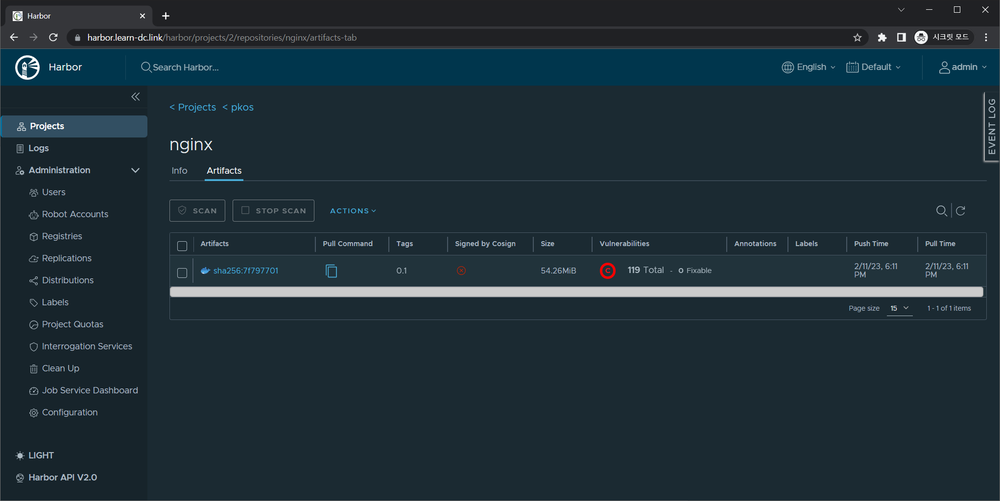 Harbor
harbor.learn-dc.link/harbor/projects/2/repositories/nginx/artifacts-tab
시크릿 모드
Harbor
Search Harbor...
English
Default
admin
EVENT LOG
Projects
Logs
Administration
Users
Robot Accounts
Registries
Replications
Distributions
Labels
Project Quotas
Interrogation Services
Clean Up
Job Service Dashboard
Configuration
LIGHT
Harbor API V2.0
< Projects < pkos
nginx
Info Artifacts
SCAN STOP SCAN ACTIONS
Artifacts Pull Command Tags Signed by Cosign Size Vulnerabilities Annotations Labels Push Time Pull Time
sha256:7f797701 0.1 54.26MiB C 119 Total - 0 Fixable 2/11/23, 6:11 PM 2/11/23, 6:11 PM
Page size 15 1 - 1 of 1 items